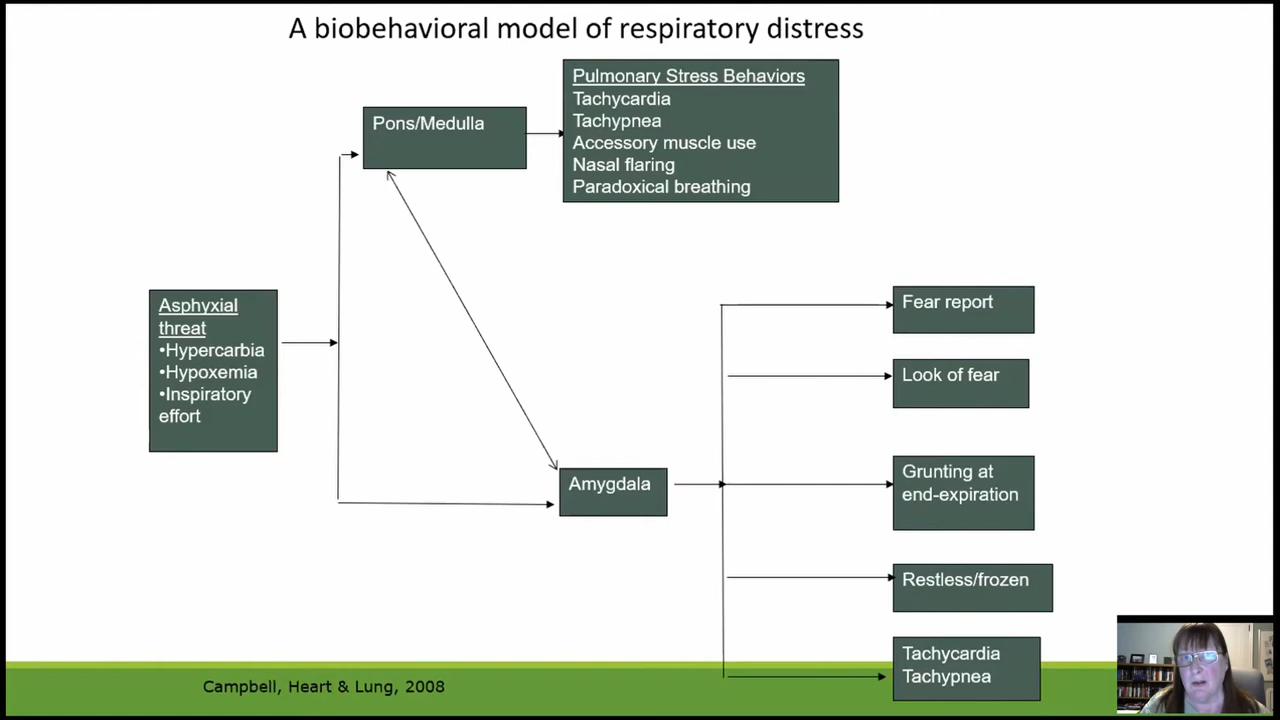 A biobehavioral model of respiratory distress
Pulmonary Stress Behaviors
Tachycardia
Tachypnea
Accessory muscle use
Nasal flaring
Paradoxical breathing
Pons/Medulla
Asphyxial
threat
•Hypercarbia
•Hypoxemia
•Inspiratory
effort
Amygdala
Fear report
Look of fear
Grunting at
end-expiration
Restless/frozen
Tachycardia
Tachypnea
Campbell, Heart & Lung, 2008